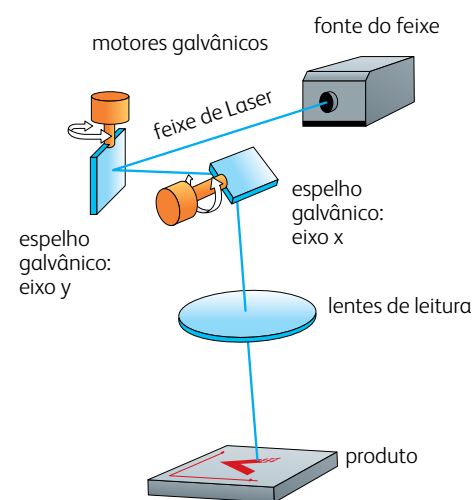 fonte do feixe
motores galvânicos
feixe de Laser
espelho
galvânico:
eixo x
espelho
galvânico:
eixo y
lentes de leitura
produto